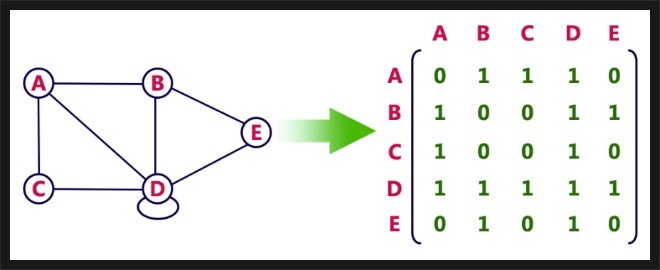 A B C D E
A B
E
C D
A 0 1 1 1 0
B 1 0 0 1 1
C 1 0 0 1 0
D 1 1 1 1 1
E 0 1 0 1 0